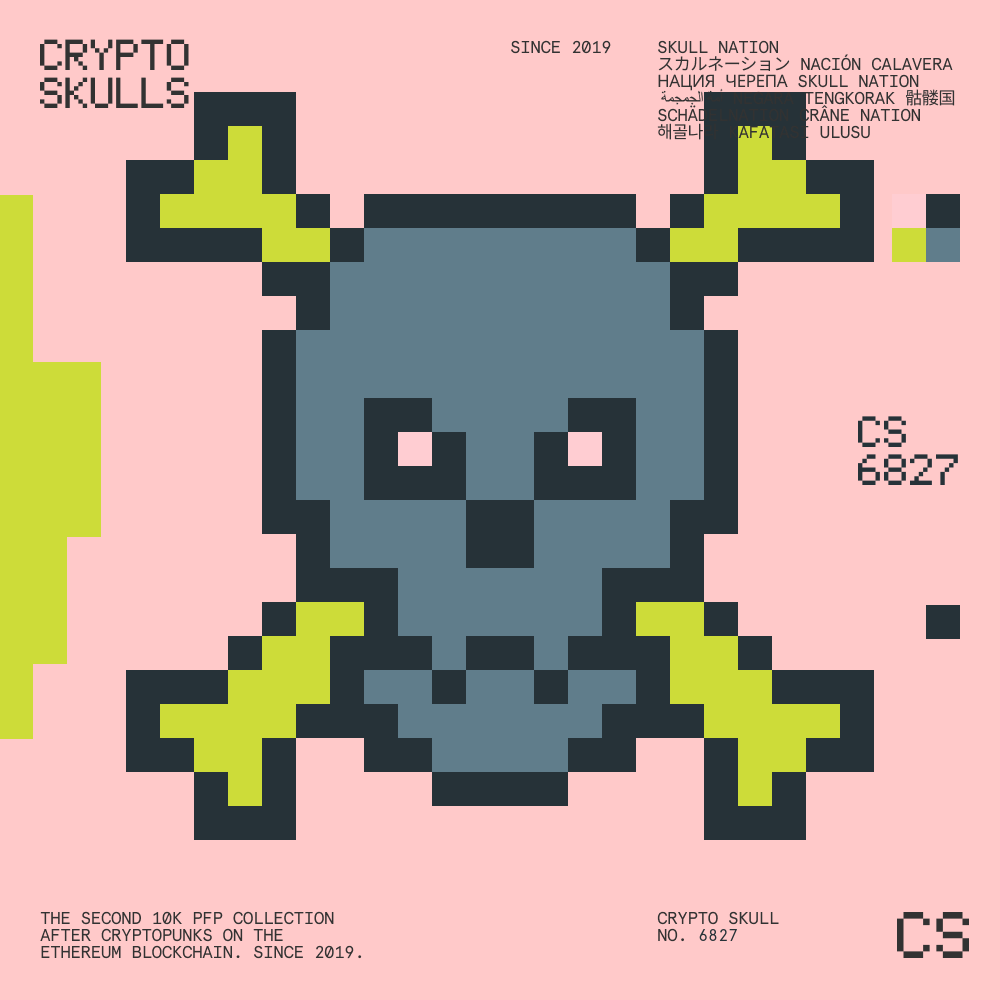 CRYPTO
SKULLS
SINCE 2019
SKULL NATION
スカルネーション NACIÓN CALAVERA
НАЦИЯ ЧЕРЕПА SKULL NATION
TENGKORAK 骷髅国
CRÂNE NATION
ULUSU
CS
6827
THE SECOND 10K PFP COLLECTION
AFTER CRYPTOPUNKS ON THE
ETHEREUM BLOCKCHAIN. SINCE 2019.
CRYPTO SKULL
NO. 6827
CS